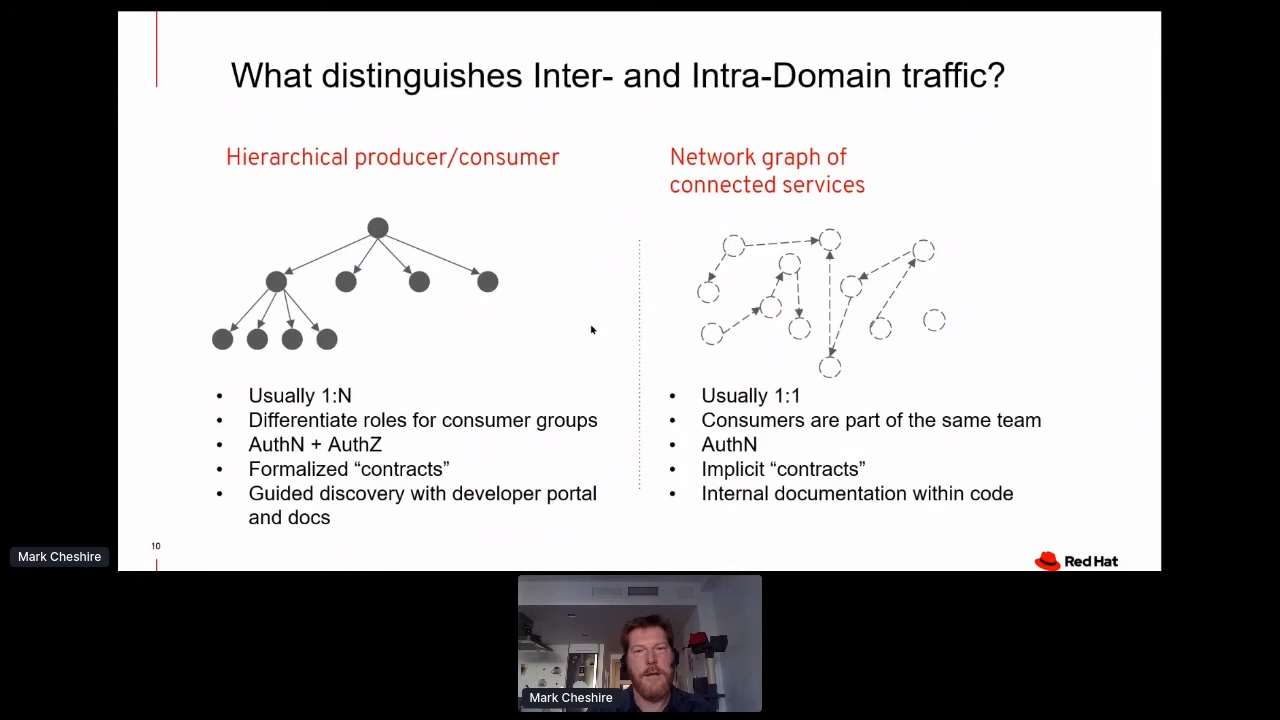 What distinguishes Inter- and Intra-Domain traffic?
Hierarchical producer/consumer
• Usually 1:N
• Differentiate roles for consumer groups
• AuthN + AuthZ
• Formalized “contracts”
• Guided discovery with developer portal
and docs
Network graph of
connected services
• Usually 1:1
• Consumers are part of the same team
• AuthN
• Implicit “contracts”
• Internal documentation within code
10
Red Hat
Mark Cheshire
Mark Cheshire